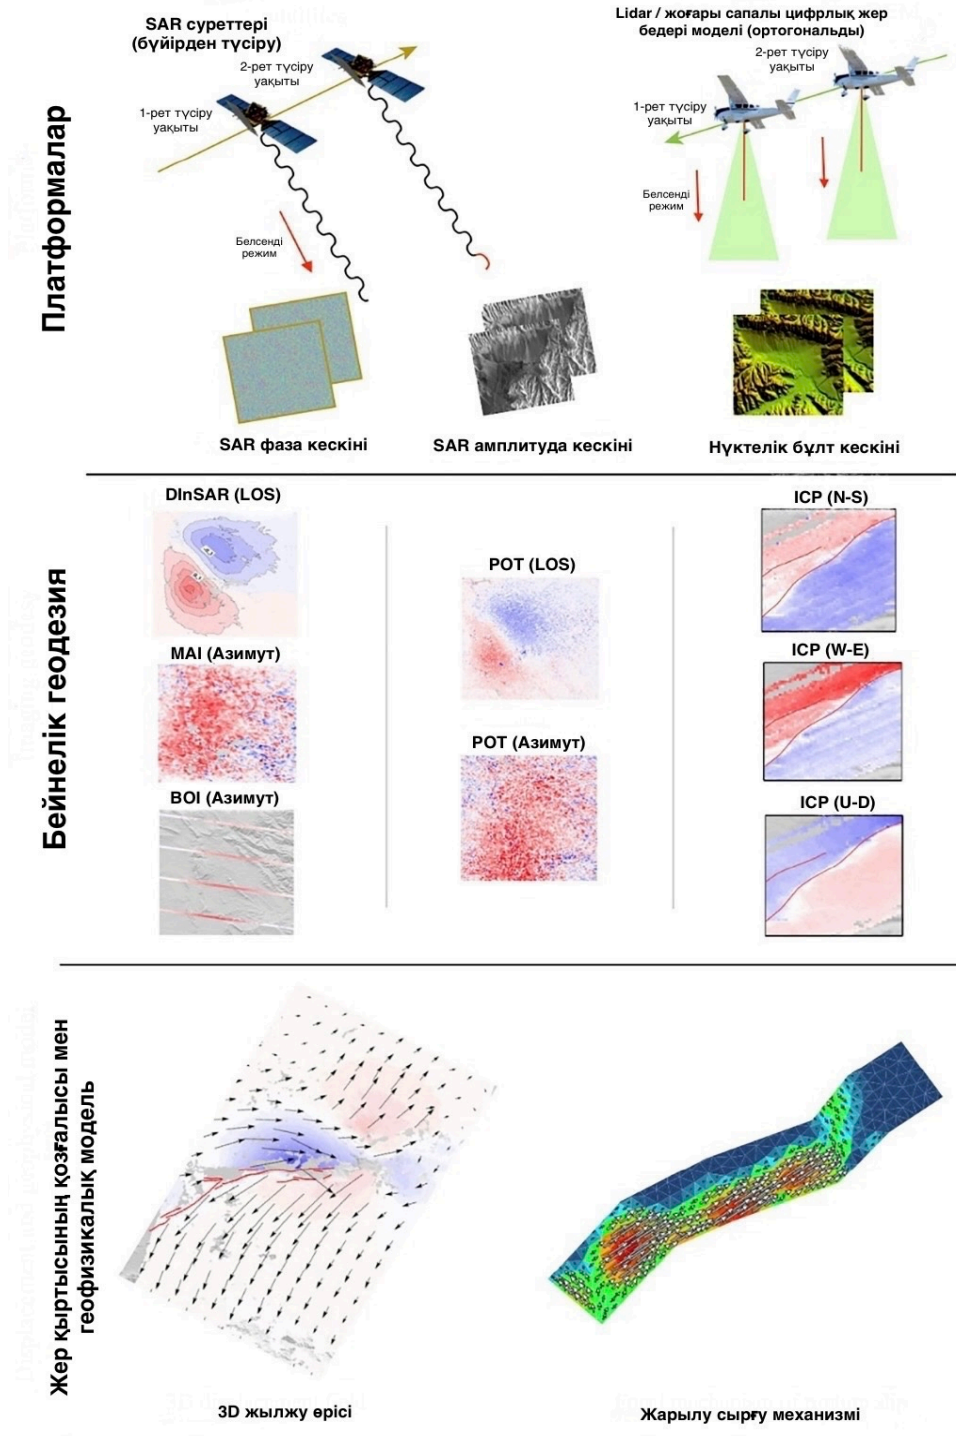 SAR суреттері
(бүйірден түсіру)
2-рет түсіру
уақыты
1-рет түсіру
уақыты
Белсенді
режим
Lidar / жоғары сапалы цифрлық жер
бедері моделі (ортогональды)
2-рет түсіру
уақыты
1-рет түсіру
уақыты
Белсенді
режим
Платформалар
SAR фаза кескіні
SAR амплитуда кескіні
Нүктелік бұлт кескіні
Бейнелік геодезия
DInSAR (LOS)
MAI (Азимут)
BOI (Азимут)
POT (LOS)
POT (Азимут)
ICP (N-S)
ICP (W-E)
ICP (U-D)
Жер қыртысының қозғалысы мен
геофизикалық модель
3D жылжу өрісі
Жарылу сырғу механизмі